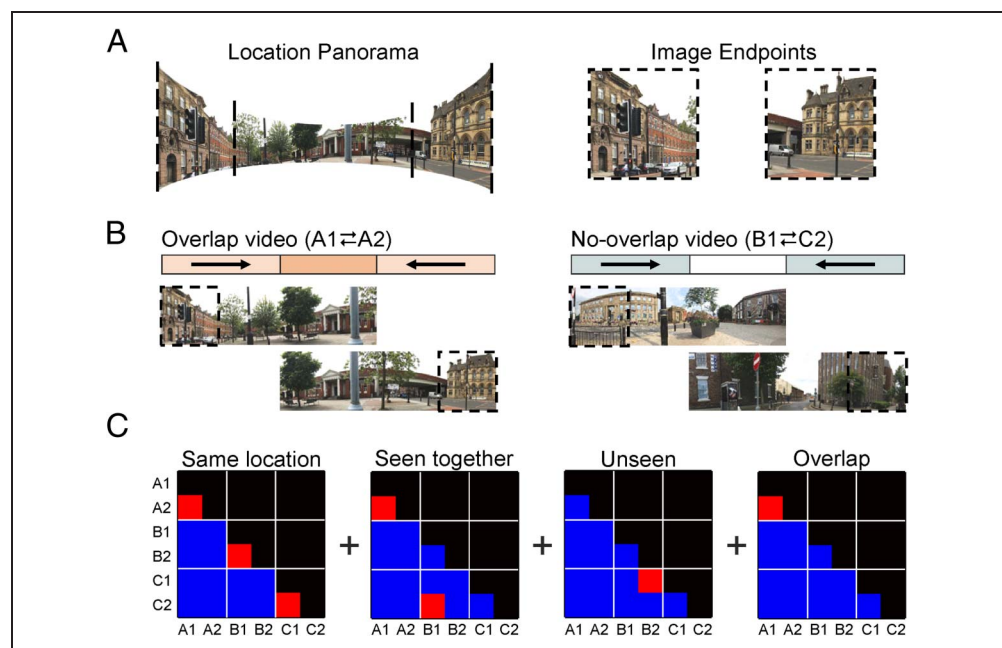 A
Location Panorama
Image Endpoints
B
Overlap video (A1⇄A2)
No-overlap video (B1⇄C2)
C
Same location
Seen together
Unseen
Overlap
A1
A2
B1
B2
C1
C2
+
+
+
A1 A2 B1 B2 C1 C2
A1 A2 B1 B2 C1 C2
A1 A2 B1 B2 C1 C2
A1 A2 B1 B2 C1 C2